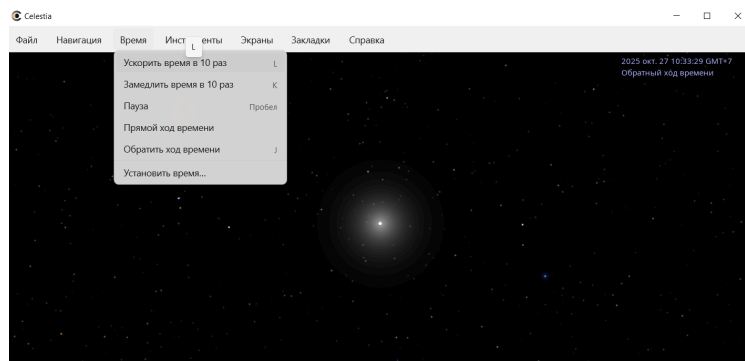 Celestia
Файл Навигация Время Инст енты Экраны Закладки Справка
L
2025 окт. 27 10:33:29 GMT+7
Обратный ход времени
Ускорить время в 10 раз L
Замедлить время в 10 раз K
Пауза Пробел
Прямой ход времени
Обратить ход времени J
Установить время...